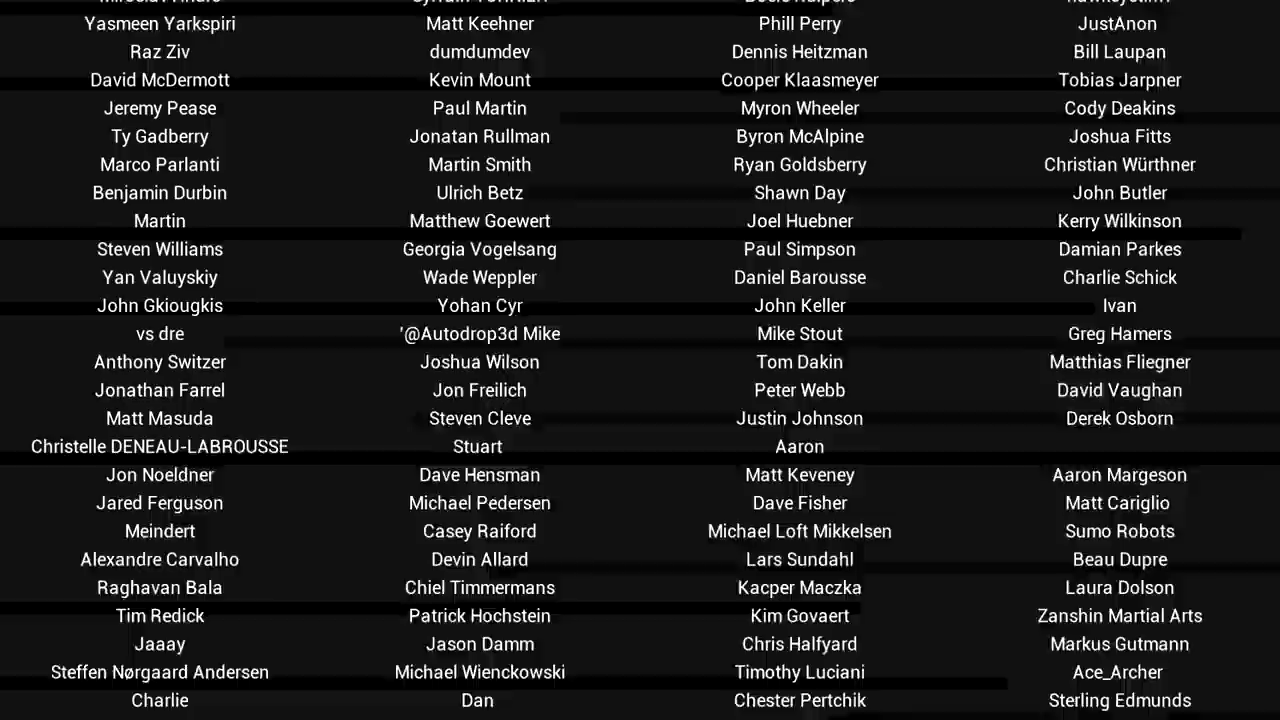 Yasmeen Yarkspiri Matt Keehner Phill Perry JustAnon
Raz Ziv dumdumdev Dennis Heitzman Bill Laupan
David McDermott Kevin Mount Cooper Klaasmeyer Tobias Jarpner
Jeremy Pease Paul Martin Myron Wheeler Cody Deakins
Ty Gadberry Jonatan Rullman Byron McAlpine Joshua Fitts
Marco Parlanti Martin Smith Ryan Goldsberry Christian Würthner
Benjamin Durbin Ulrich Betz Shawn Day John Butler
Martin Matthew Goewert Joel Huebner Kerry Wilkinson
Steven Williams Georgia Vogelsang Paul Simpson Damian Parkes
Yan Valuyskiy Wade Weppler Daniel Barousse Charlie Schick
John Gkiougkis Yohan Cyr John Keller Ivan
vs dre '@Autodrop3d Mike Mike Stout Greg Hamers
Anthony Switzer Joshua Wilson Tom Dakin Matthias Fliegner
Jonathan Farrel Jon Freilich Peter Webb David Vaughan
Matt Masuda Steven Cleve Justin Johnson Derek Osborn
Christelle DENEAU-LABROUSSE Stuart Aaron
Jon Noeldner Dave Hensman Matt Keveney Aaron Margeson
Jared Ferguson Michael Pedersen Dave Fisher Matt Cariglio
Meindert Casey Raiford Michael Loft Mikkelsen Sumo Robots
Alexandre Carvalho Devin Allard Lars Sundahl Beau Dupre
Raghavan Bala Chiel Timmermans Kacper Maczka Laura Dolson
Tim Redick Patrick Hochstein Kim Govaert Zanshin Martial Arts
Jaaay Jason Damm Chris Halfyard Markus Gutmann
Steffen Nørgaard Andersen Michael Wienckowski Timothy Luciani Ace_Archer
Charlie Dan Chester Pertchik Sterling Edmunds